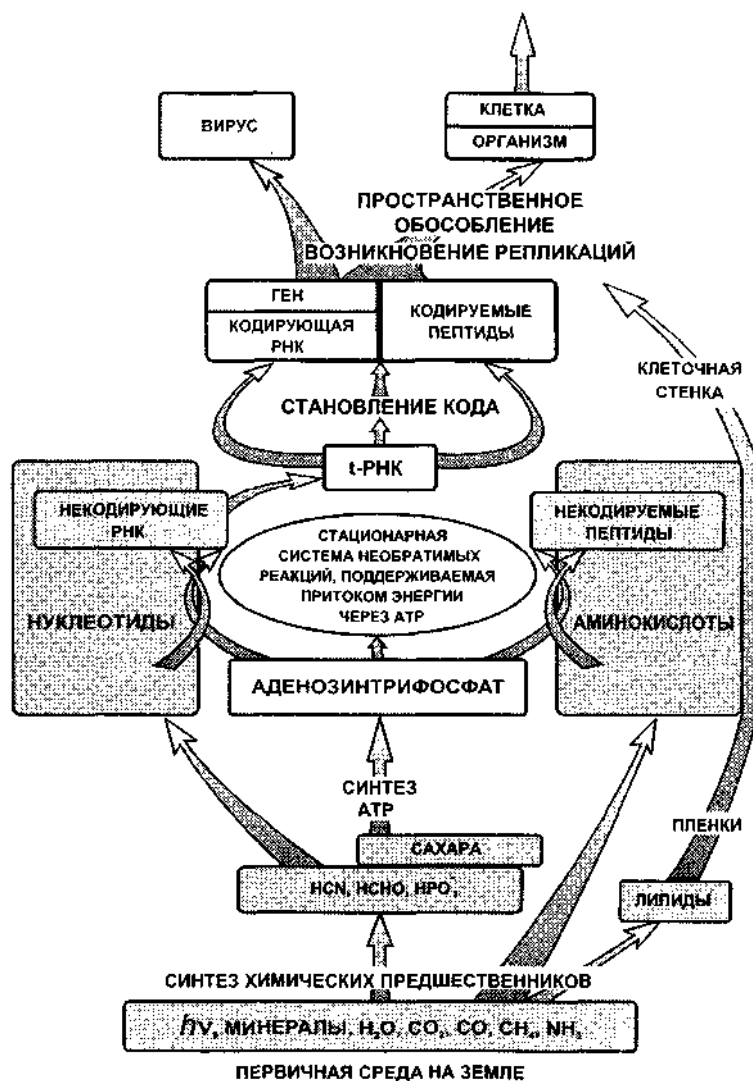 ВИРУС
КЛЕТКА
ОРГАНИЗМ
ПРОСТРАНСТВЕННОЕ
ОБОСОБЛЕНИЕ
ВОЗНИКНОВЕНИЕ РЕПЛИКАЦИЙ
ГЕН
КОДИРУЮЩАЯ
РНК
КОДИРУЕМЫЕ
ПЕПТИДЫ
КЛЕТОЧНАЯ
СТЕНКА
СТАНОВЛЕНИЕ КОДА
t-РНК
НЕКОДИРУЮЩИЕ
РНК
НЕКОДИРУЕМЫЕ
ПЕПТИДЫ
СТАЦИОНАРНАЯ
СИСТЕМА НЕОБРАТИМЫХ
РЕАКЦИЙ, ПОДДЕРЖИВАЕМАЯ
ПРИТОКОМ ЭНЕРГИИ
ЧЕРЕЗ АТР
НУКЛЕОТИДЫ
АМИНОКИСЛОТЫ
АДЕНОЗИНТРИФОСФАТ
СИНТЕЗ
АТР
ПЛЕНКИ
САХАРА
HCN, HCHO, HPO₃
ЛИПИДЫ
СИНТЕЗ ХИМИЧЕСКИХ ПРЕДШЕСТВЕННИКОВ
hν, МИНЕРАЛЫ, H₂O, CO₂, CO, CH₄, NH₃
ПЕРВИЧНАЯ СРЕДА НА ЗЕМЛЕ